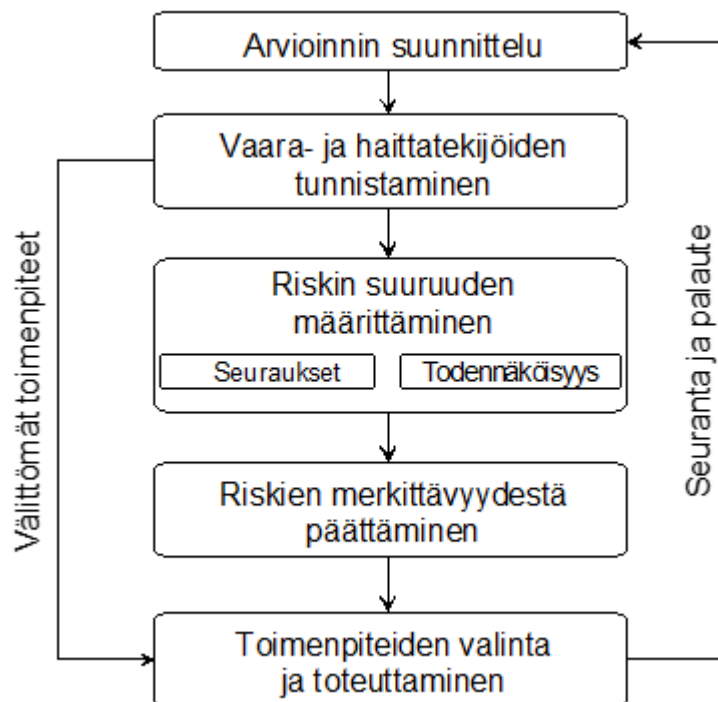 Arvioinnin suunnittelu
Vaara- ja haittatekijöiden
tunnistaminen
Riskin suuruuden
määrittäminen
Seuraukset
Todennäköisyys
Riskien merkittävyydestä
päättäminen
Toimenpiteiden valinta
ja toteuttaminen
Välittömät toimenpiteet
Seuranta ja palaute